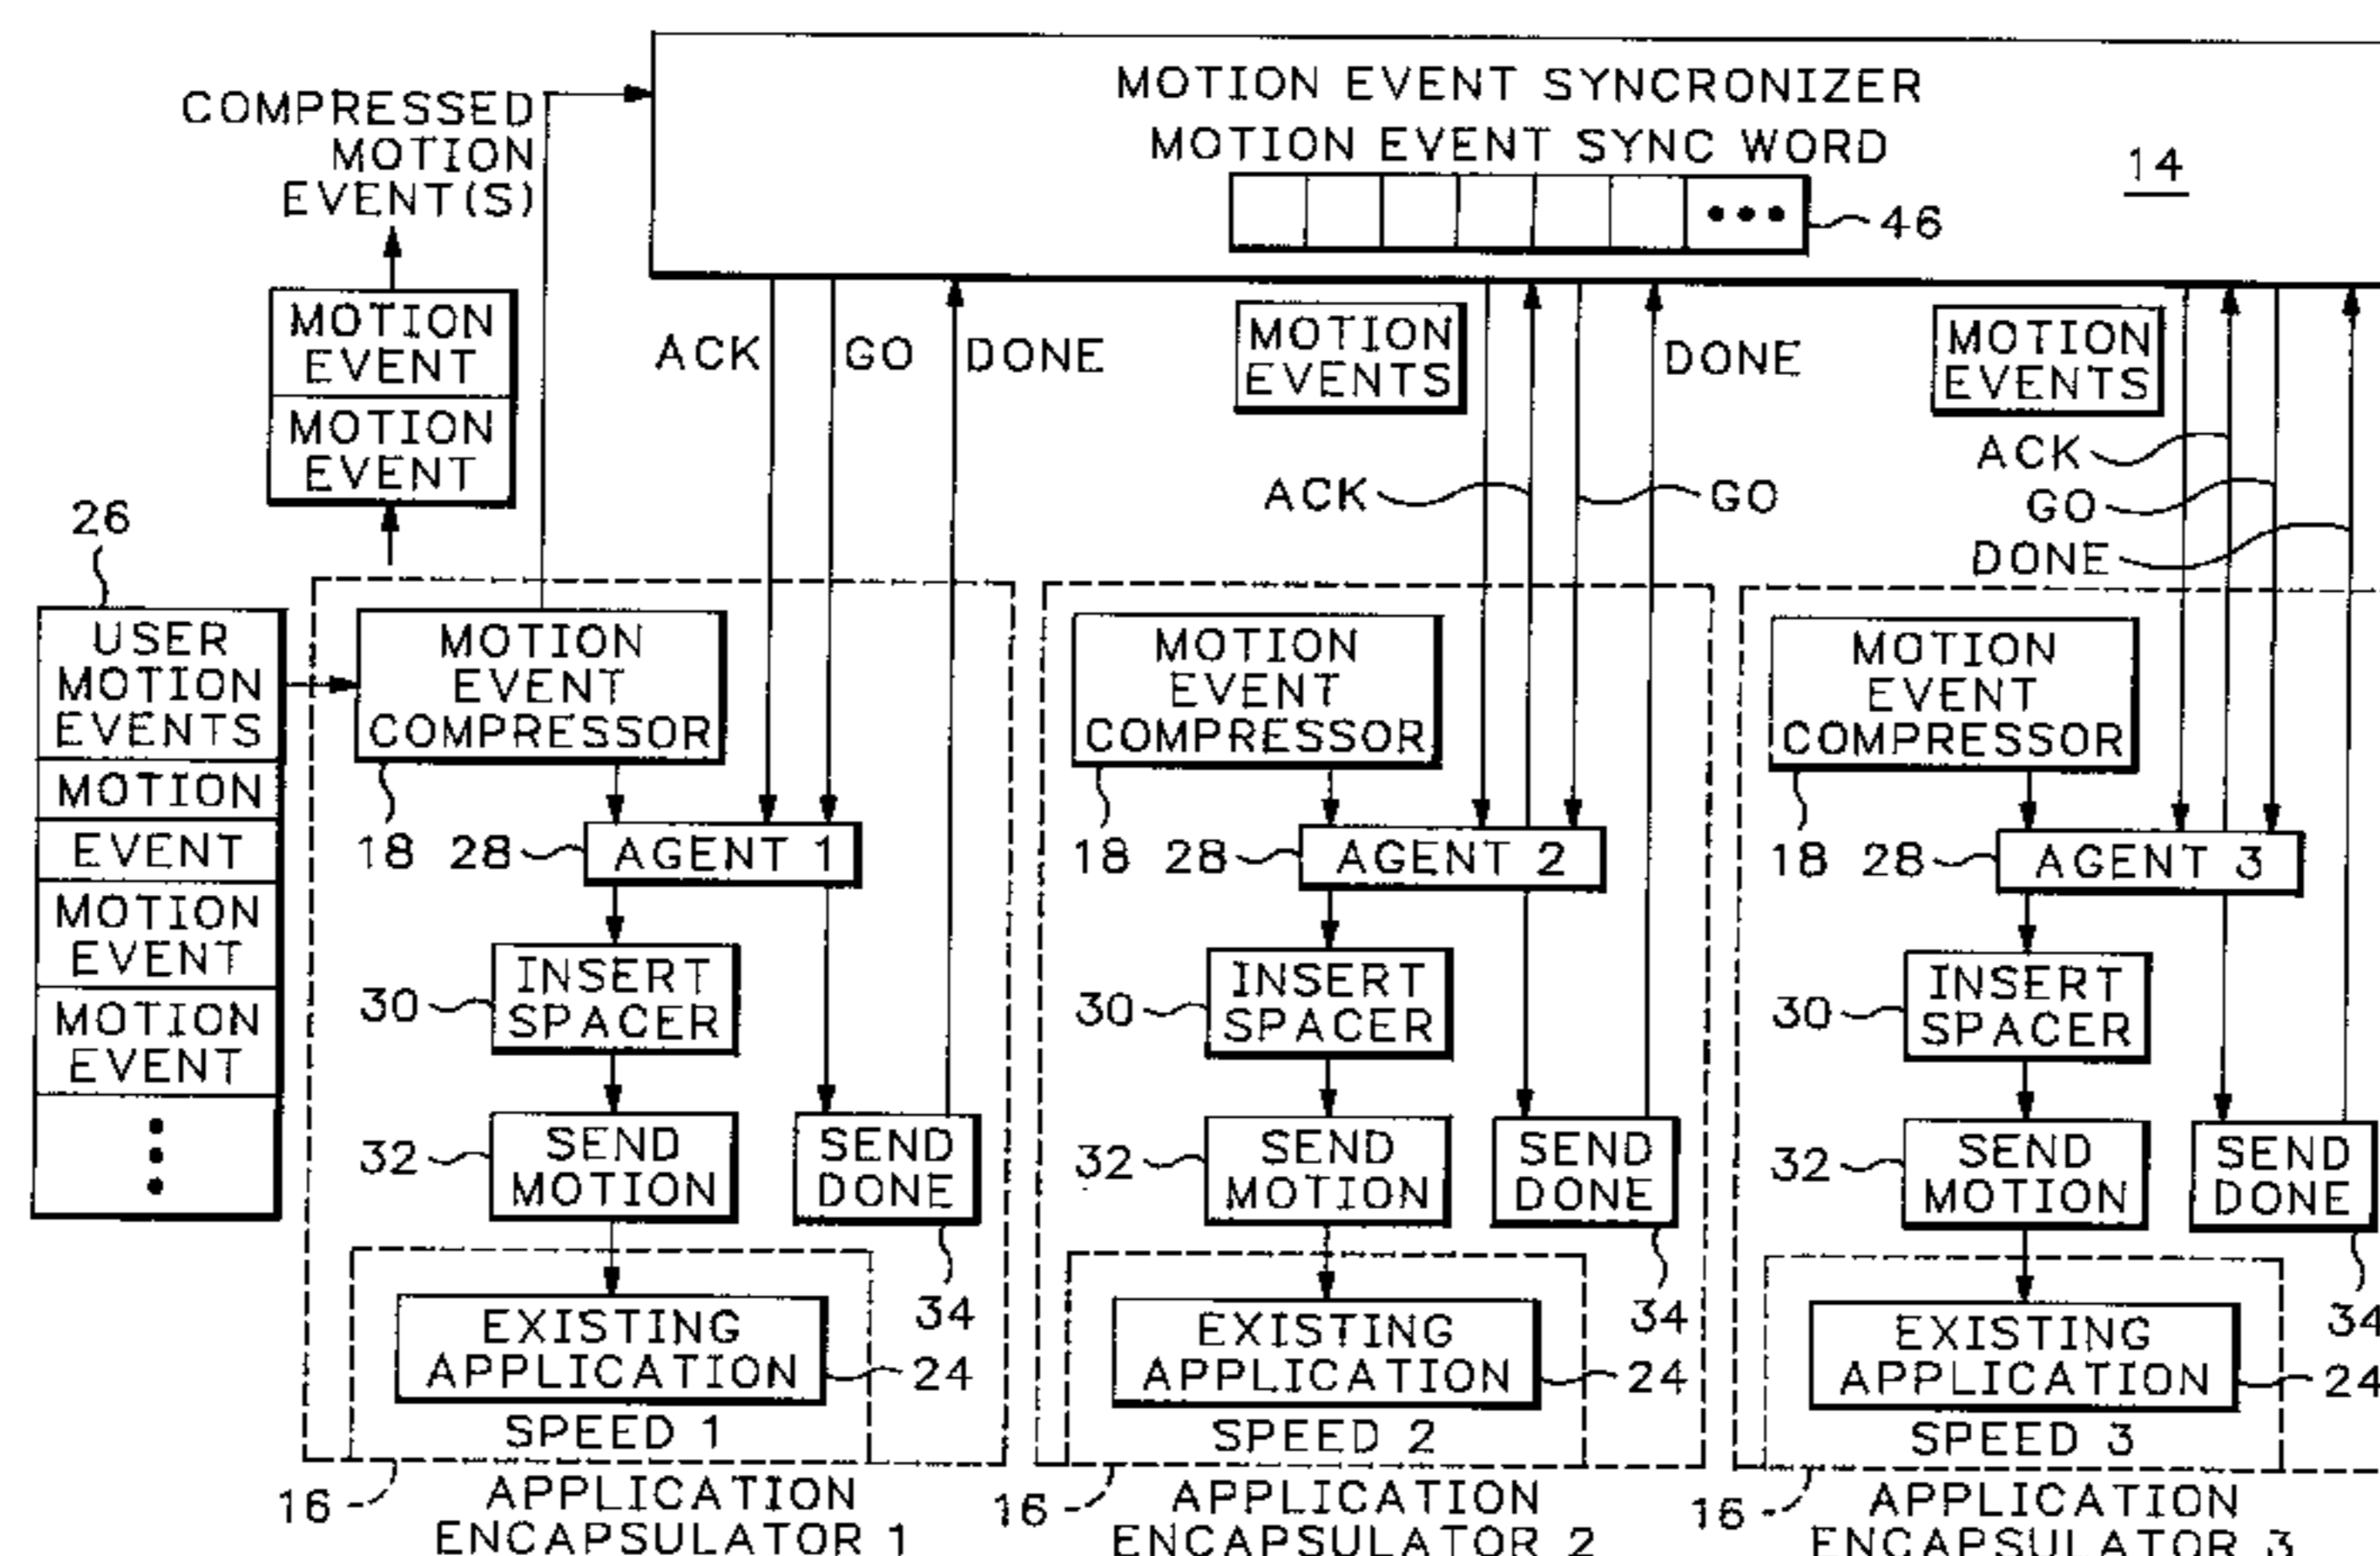 MOTION EVENT SYNCRONIZER
MOTION EVENT SYNC WORD
14
46
COMPRESSED
MOTION
EVENT(S)
MOTION
EVENT
MOTION
EVENT
ACK
GO
DONE
MOTION
EVENTS
DONE
ACK
GO
MOTION
EVENTS
ACK
GO
DONE
26
USER
MOTION
EVENTS
MOTION
EVENT
MOTION
EVENT
MOTION
EVENT
MOTION
EVENT
COMPRESSOR
18
28
AGENT 1
30
INSERT
SPACER
32
SEND
MOTION
SEND
DONE
34
EXISTING
APPLICATION
24
SPEED 1
16
APPLICATION
ENCAPSULATOR 1
MOTION
EVENT
COMPRESSOR
18
28
AGENT 2
30
INSERT
SPACER
32
SEND
MOTION
SEND
DONE
34
EXISTING
APPLICATION
24
SPEED 2
16
APPLICATION
ENCAPSULATOR 2
MOTION
EVENT
COMPRESSOR
18
28
AGENT 3
30
INSERT
SPACER
32
SEND
MOTION
SEND
DONE
34
EXISTING
APPLICATION
24
SPEED 3
16
APPLICATION
ENCAPSULATOR 3